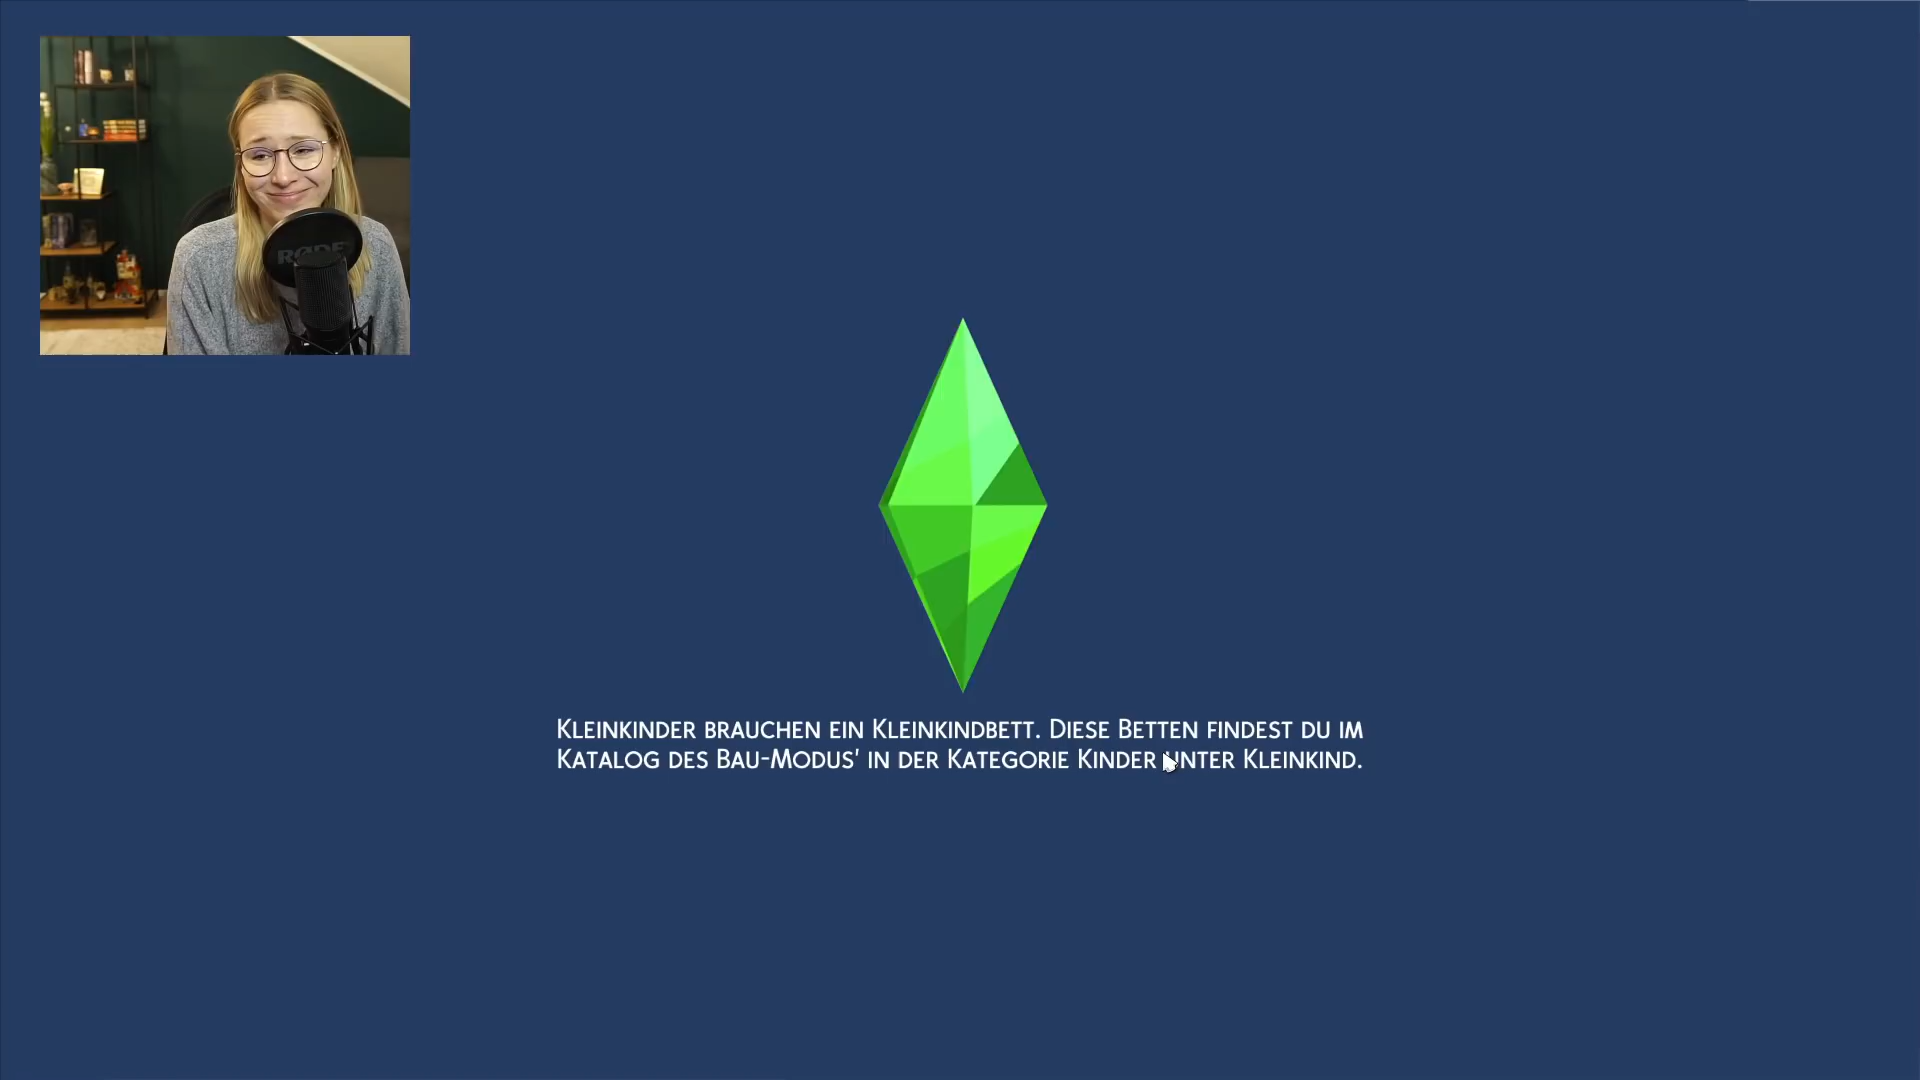 RØDE
Kleinkinder brauchen ein Kleinkindbett. Diese Betten findest du im
Katalog des Bau-Modus' in der Kategorie Kinder unter Kleinkind.